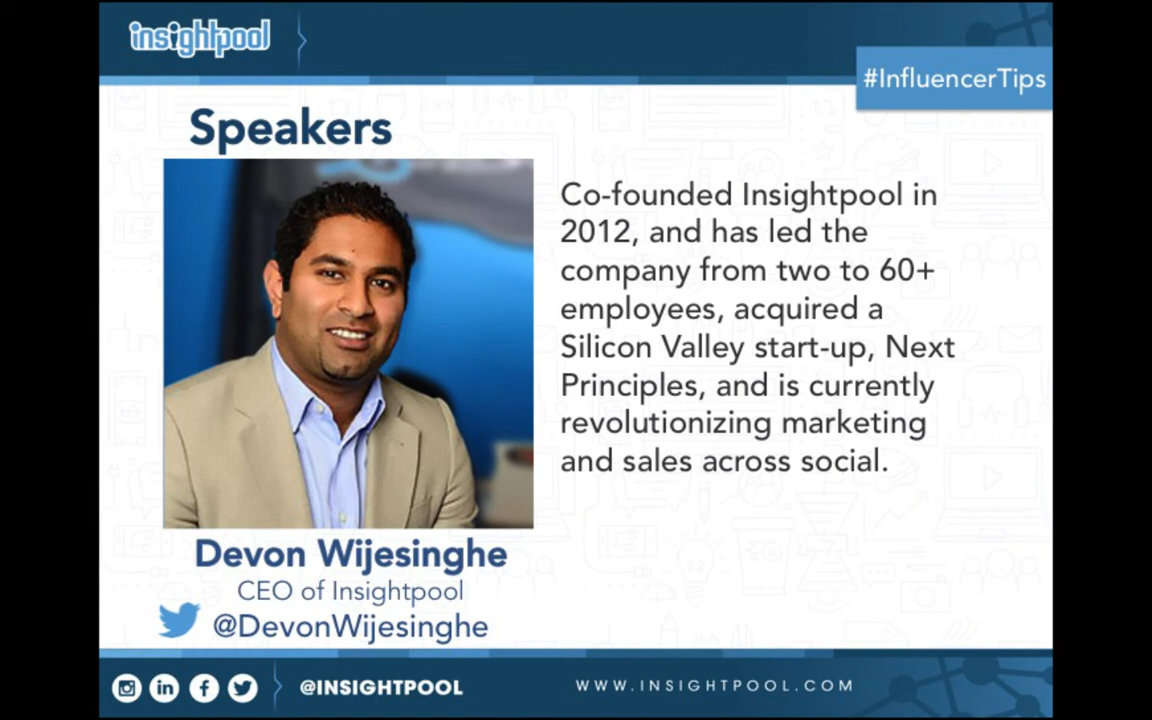 insightpool
#InfluencerTips
Speakers
Co-founded Insightpool in
2012, and has led the
company from two to 60+
employees, acquired a
Silicon Valley start-up, Next
Principles, and is currently
revolutionizing marketing
and sales across social.
Devon Wijesinghe
CEO of Insightpool
@DevonWijesinghe
@INSIGHTPOOL
WWW.INSIGHTPOOL.COM